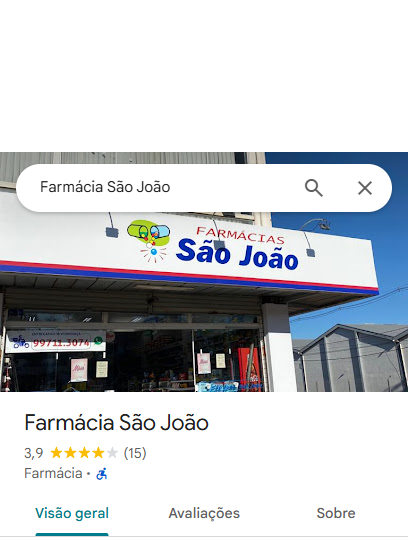 Farmácia São João
FARMÁCIAS
São João
99711.3074
Farmácia São João
3,9 (15)
Farmácia ·
Visão geral
Avaliações
Sobre